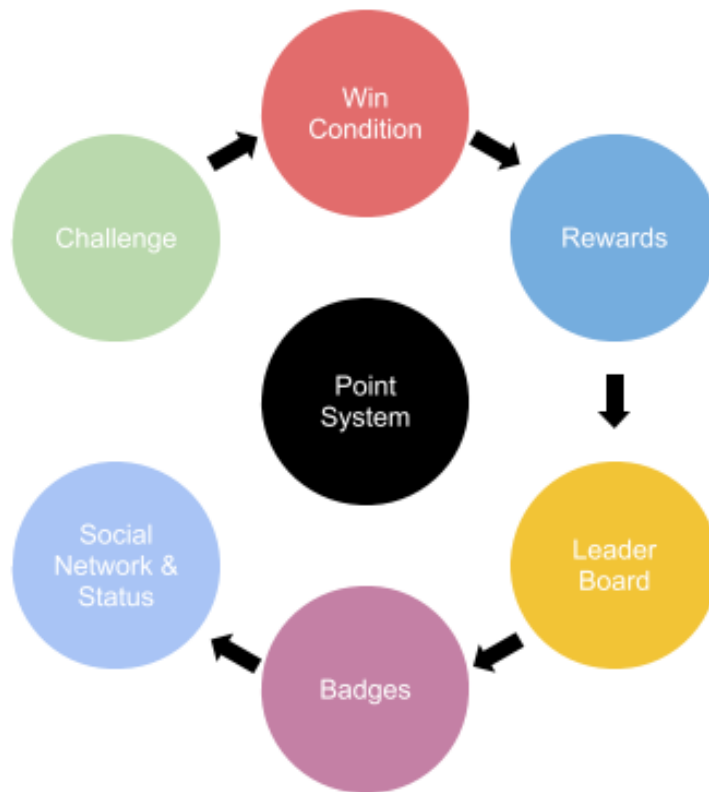 Win
Condition
Challenge
Rewards
Point
System
Social
Network &
Status
Leader
Board
Badges